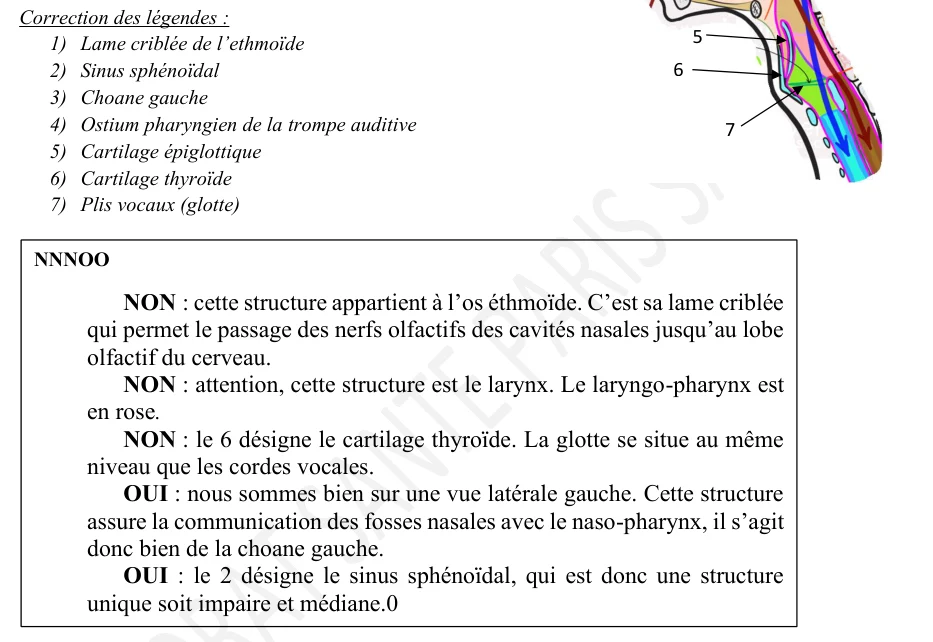 Correction des légendes :
1) Lame criblée de l'ethmoïde
2) Sinus sphénoïdal
3) Choane gauche
4) Ostium pharyngien de la trompe auditive
5) Cartilage épiglottique
6) Cartilage thyroïde
7) Plis vocaux (glotte)
5
6
7
NNNOO
NON : cette structure appartient à l'os éthmoïde. C'est sa lame criblée
qui permet le passage des nerfs olfactifs des cavités nasales jusqu'au lobe
olfactif du cerveau.
NON : attention, cette structure est le larynx. Le laryngo-pharynx est
en rose.
NON : le 6 désigne le cartilage thyroïde. La glotte se situe au même
niveau que les cordes vocales.
OUI : nous sommes bien sur une vue latérale gauche. Cette structure
assure la communication des fosses nasales avec le naso-pharynx, il s'agit
donc bien de la choane gauche.
OUI : le 2 désigne le sinus sphénoïdal, qui est donc une structure
unique soit impaire et médiane.0
SANTE PARIS